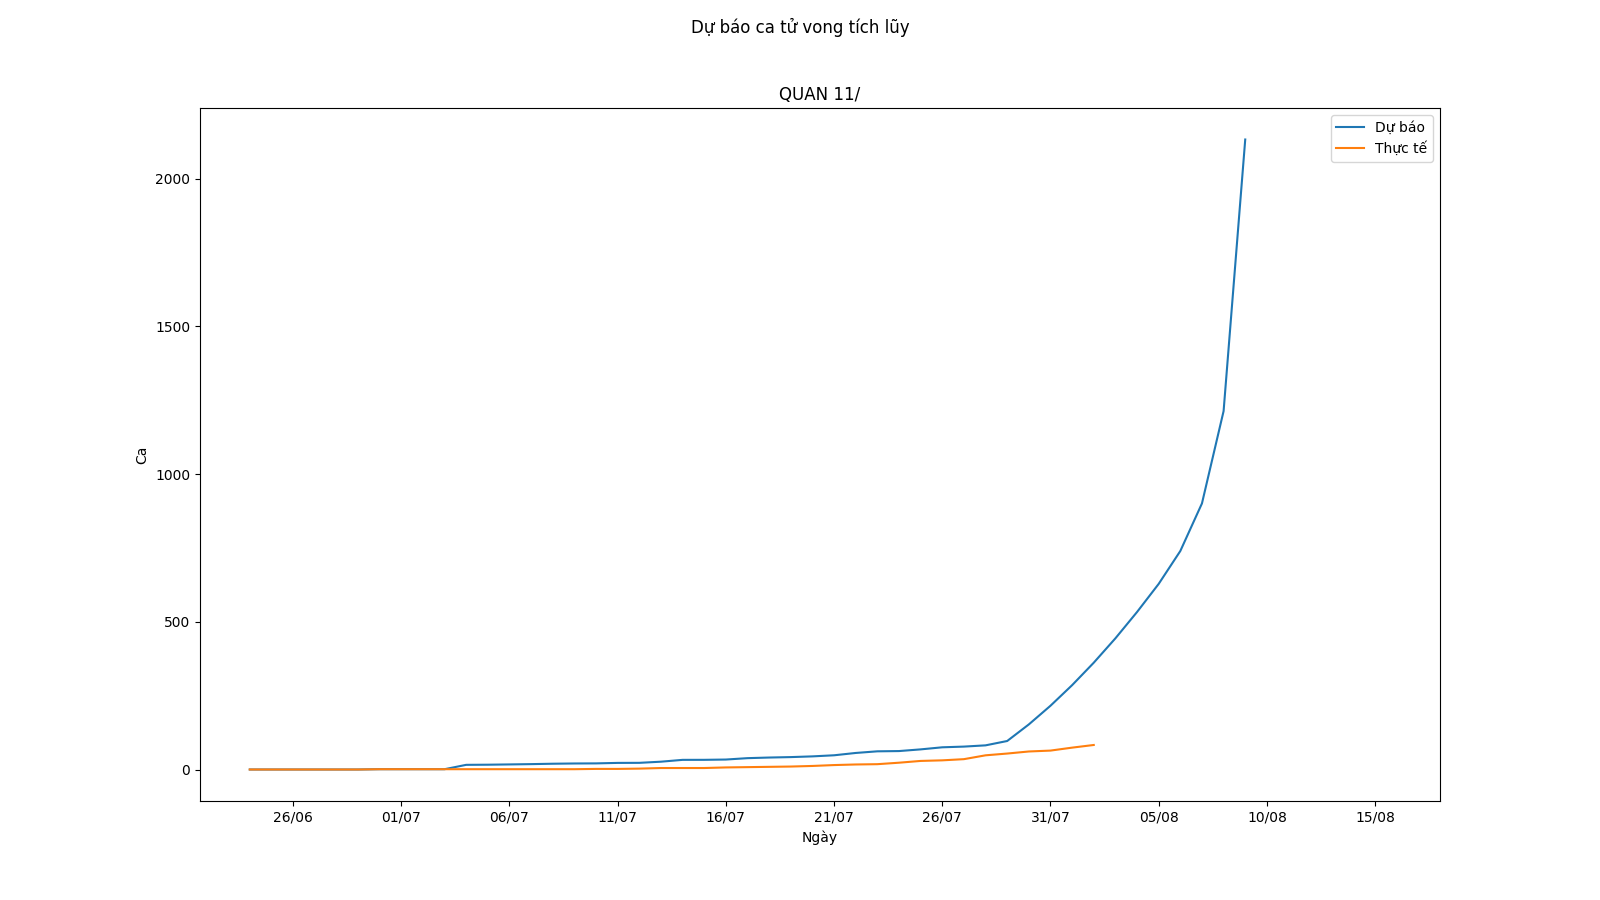 Dự báo ca tử vong tích lũy
QUAN 11/
Dự báo
Thực tế
2000
1500
1000
500
0
Ca
26/06 01/07 06/07 11/07 16/07 21/07 26/07 31/07 05/08 10/08 15/08
Ngày